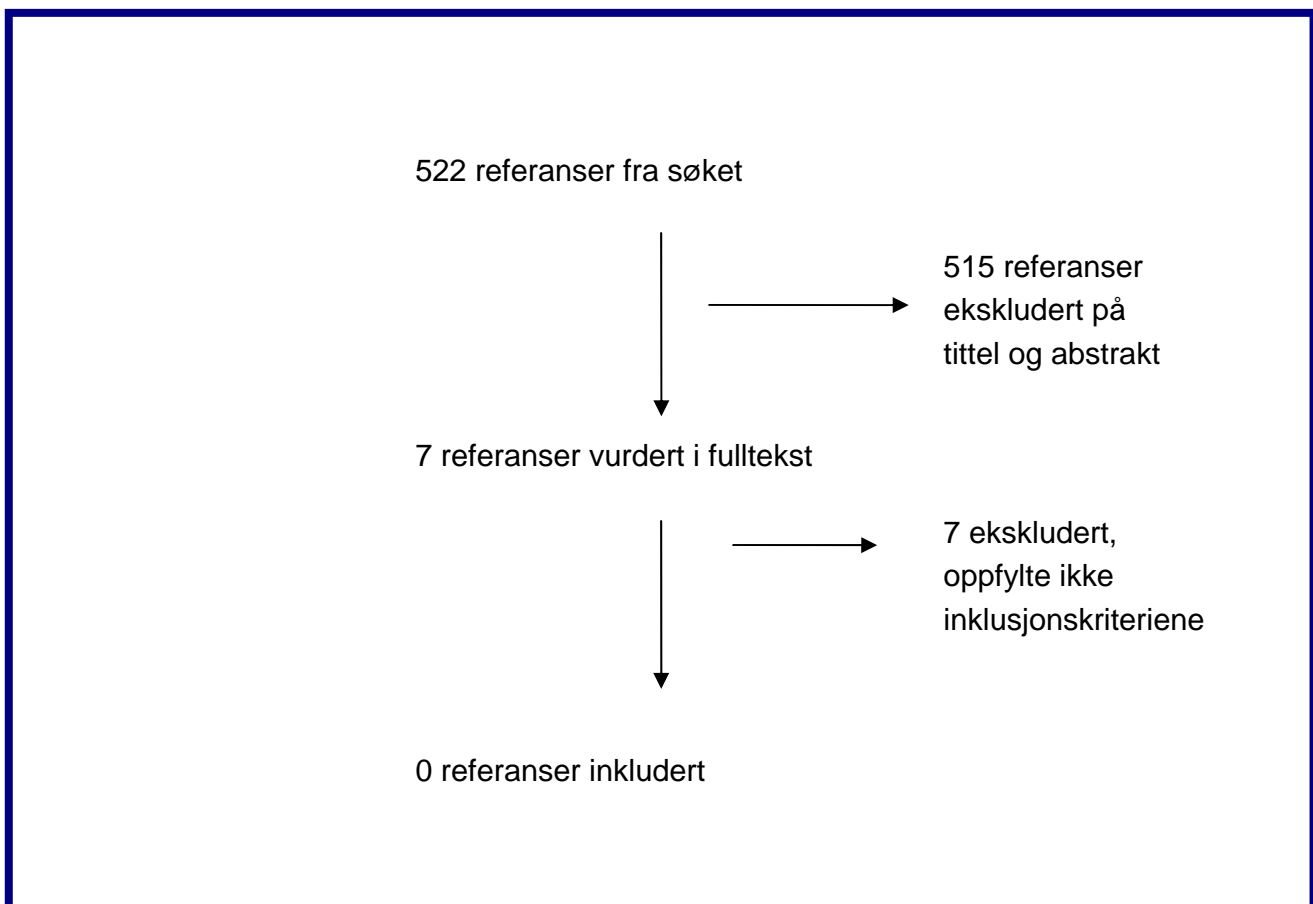 522 referanser fra søket
515 referanser
ekskludert på
tittel og abstrakt
7 referanser vurdert i fulltekst
7 ekskludert,
oppfylte ikke
inklusjonskriteriene
0 referanser inkludert